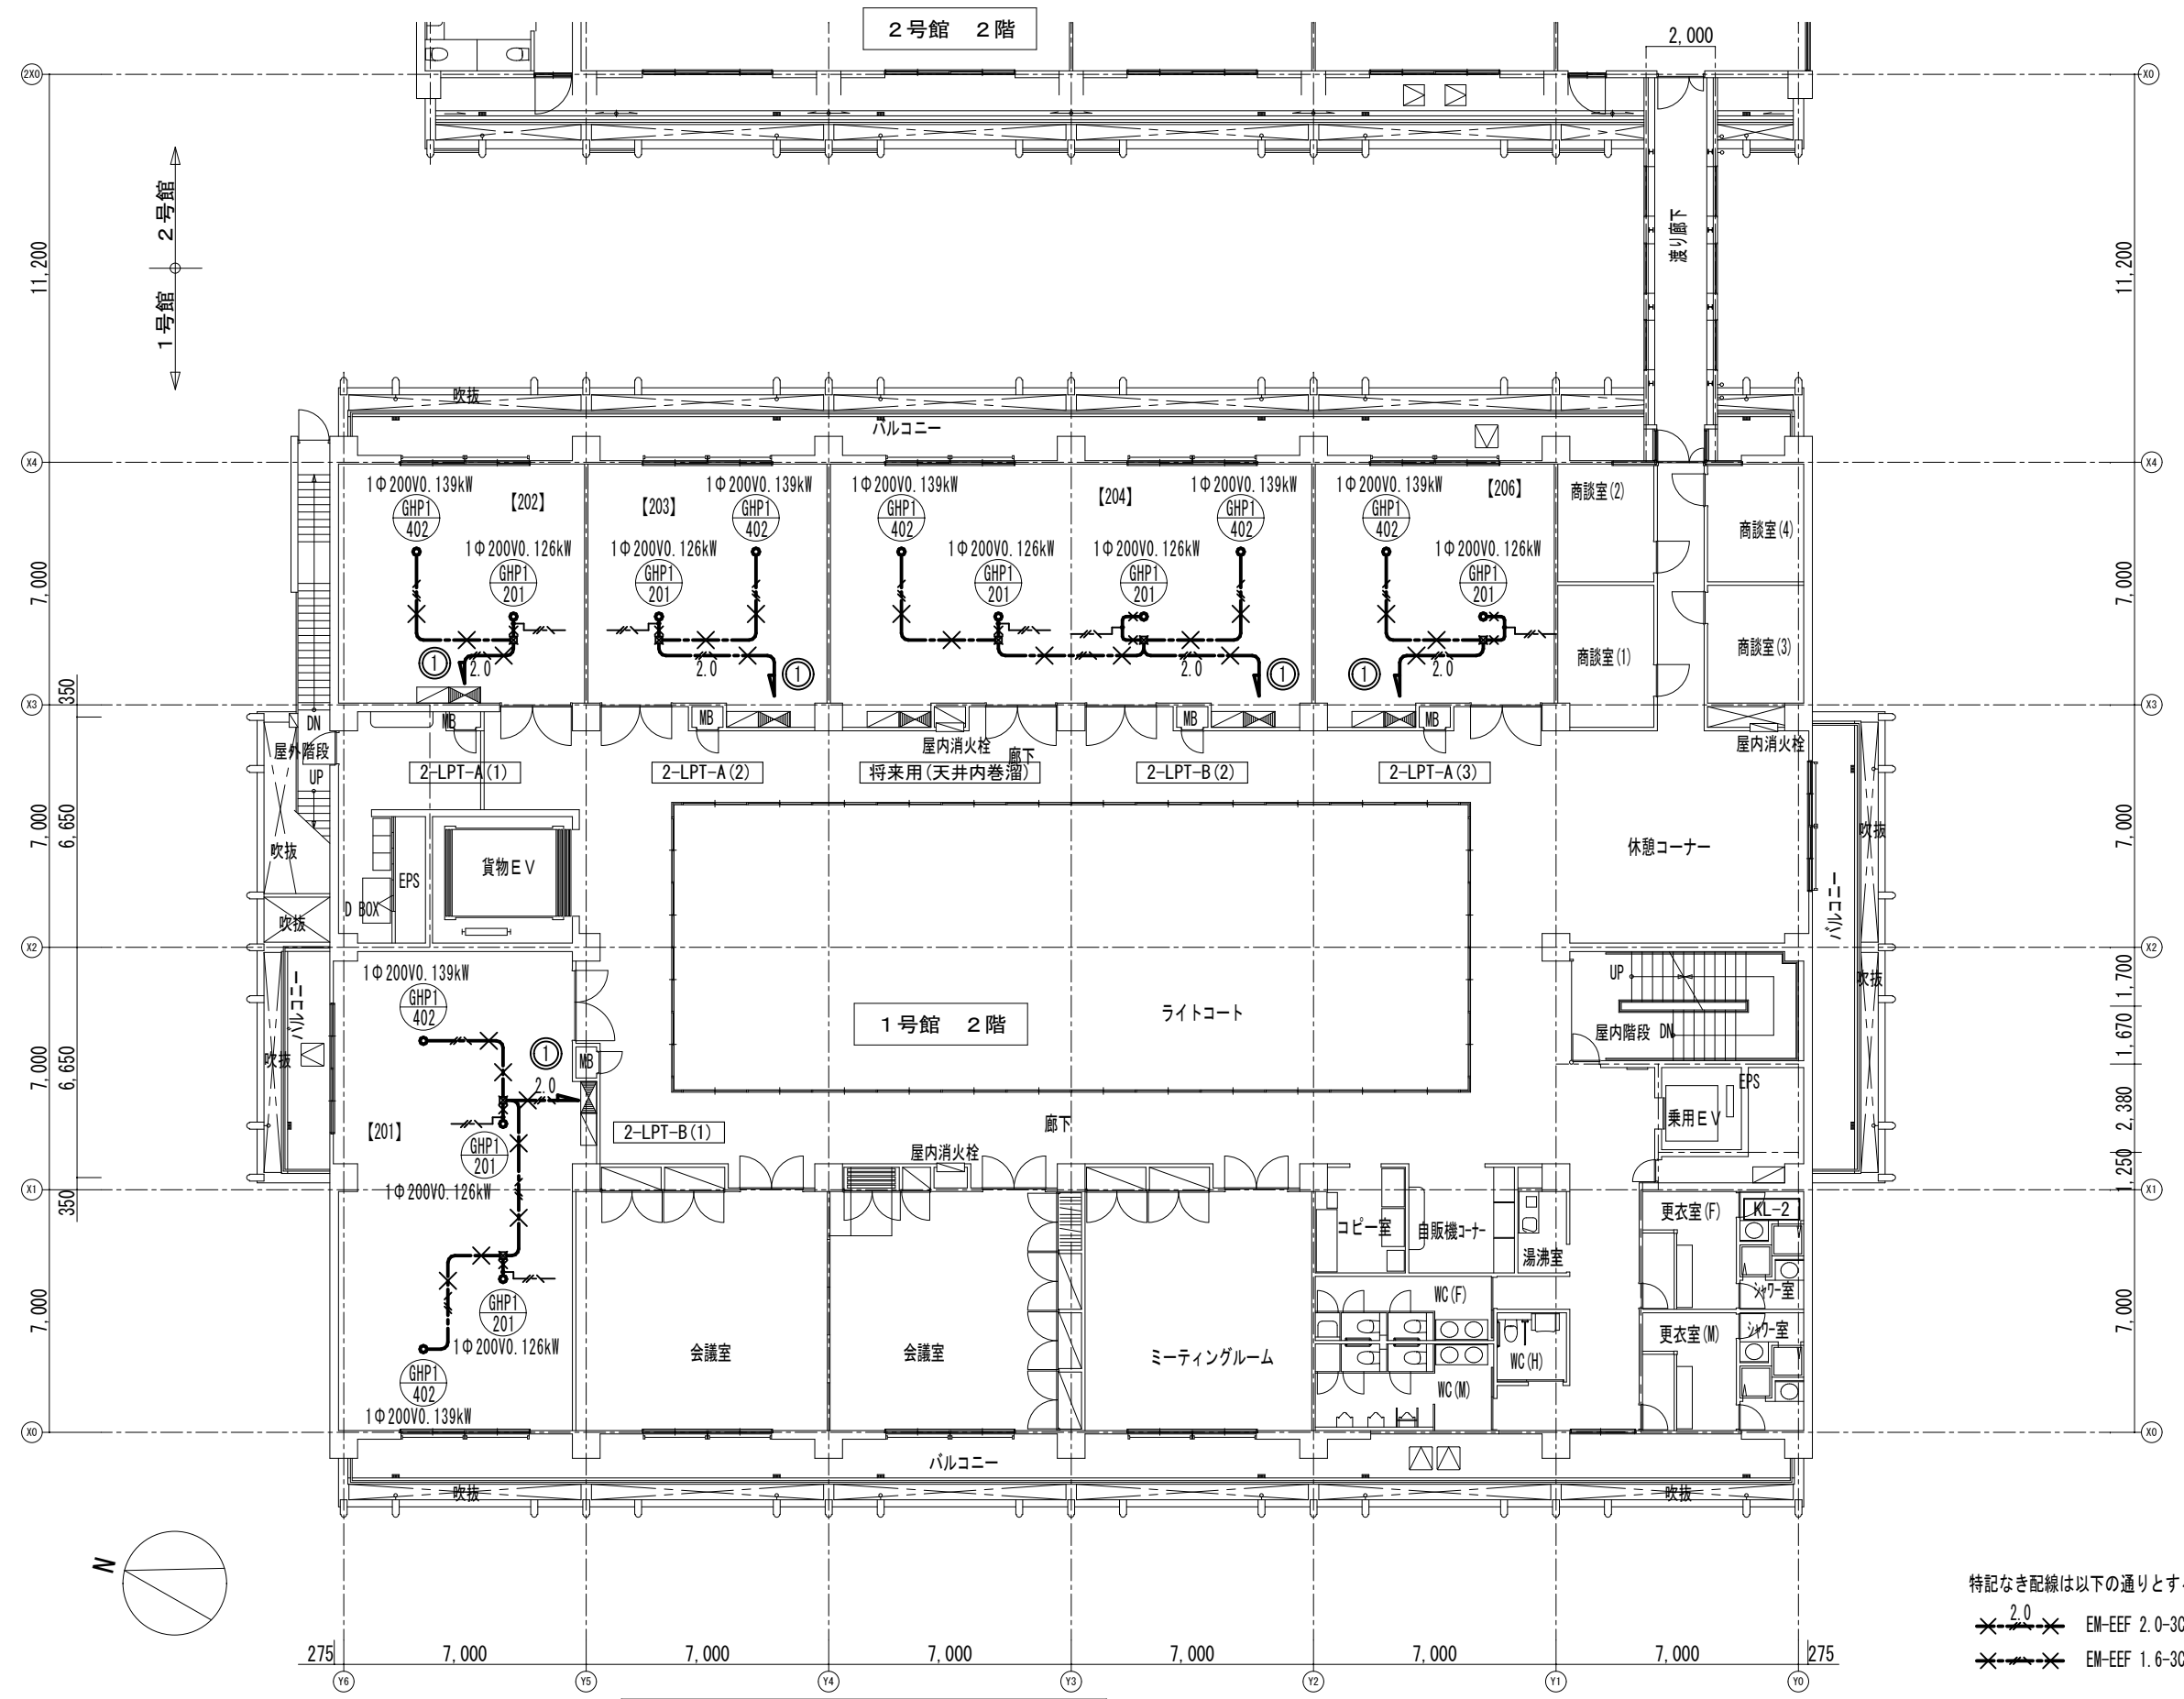 ２号館　２階
2,000
2X0
X0
２号館
１号館
11,200
渡り廊下
11,200
吹抜
バルコニー
X4
X4
1Φ200V0.139kW
【202】
1Φ200V0.139kW
【203】
1Φ200V0.139kW
【204】
1Φ200V0.139kW
1Φ200V0.139kW
【206】
商談室(2)
商談室(4)
GHP1
402
GHP1
402
GHP1
402
GHP1
402
GHP1
402
1Φ200V0.126kW
1Φ200V0.126kW
1Φ200V0.126kW
1Φ200V0.126kW
GHP1
201
GHP1
201
GHP1
201
GHP1
201
GHP1
201
7,000
7,000
商談室(1)
商談室(3)
1
2.0
2.0
1
2.0
1
1
2.0
350
X3
X3
DN
MB
MB
MB
MB
屋外階段
屋内消火栓
廊下
屋内消火栓
UP
2-LPT-A(1)
2-LPT-A(2)
将来用(天井内巻溜)
2-LPT-B(2)
2-LPT-A(3)
7,000
6,650
7,000
吹抜
吹抜
貨物ＥＶ
休憩コーナー
EPS
D BOX
吹抜
バルコニー
X2
X2
1Φ200V0.139kW
UP
吹抜
1,700
GHP1
402
バルコニー
１号館　２階
ライトコート
屋内階段 DN
1,670
吹抜
1
MB
7,000
6,650
7,000
2.0
EPS
乗用ＥＶ
2,380
【201】
2-LPT-B(1)
廊下
GHP1
201
屋内消火栓
1,250
1Φ200V0.126kW
350
X1
X1
コピー室
自販機コーナー
湯沸室
更衣室(F)
KL-2
シャワー室
WC(F)
GHP1
201
1Φ200V0.126kW
7,000
7,000
会議室
会議室
ミーティングルーム
WC(H)
更衣室(M)
シャワー室
WC(M)
GHP1
402
1Φ200V0.139kW
X0
X0
バルコニー
吹抜
吹抜
N
特記なき配線は以下の通りとす
2.0
EM-EEF 2.0-3C
EM-EEF 1.6-3C
275
7,000
7,000
7,000
7,000
7,000
7,000
275
Y6
Y5
Y4
Y3
Y2
Y1
Y0